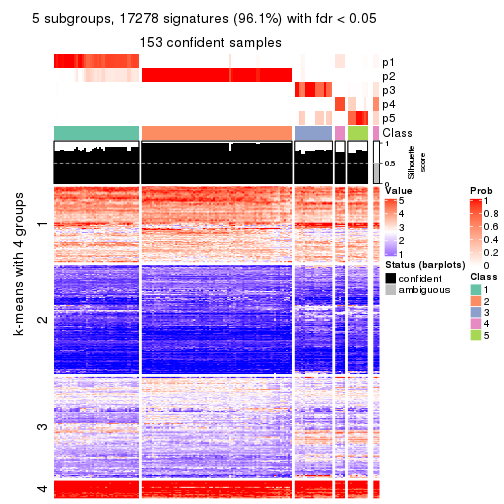 5 subgroups, 17278 signatures (96.1%) with fdr < 0.05
153 confident samples
p1
p2
p3
p4
p5
Class
1
0.5
0
Silhouette
score
k-means with 4 groups
1
2
3
4
Value
5
4
3
2
1
Status (barplots)
confident
ambiguous
Prob
1
0.8
0.6
0.4
0.2
0
Class
1
2
3
4
5